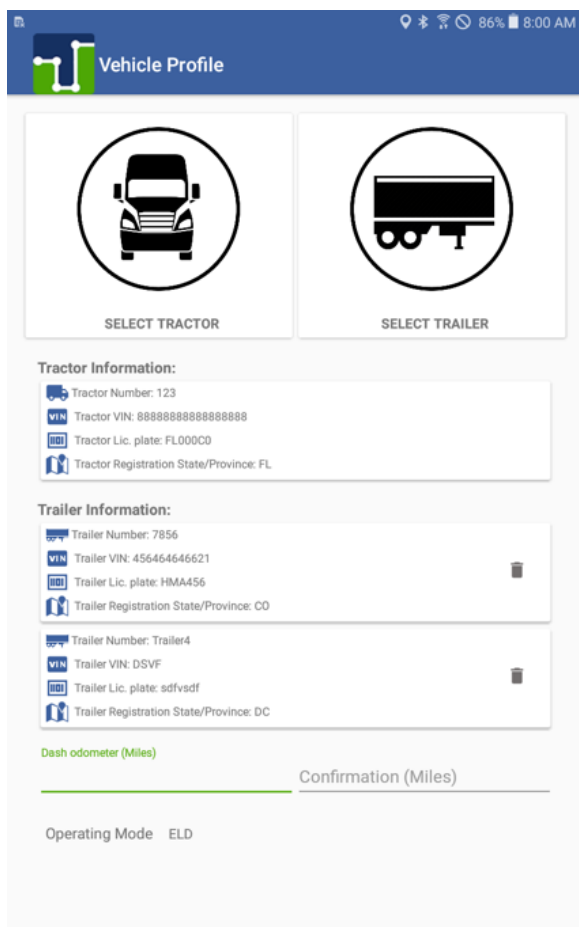 86% 8:00 AM
Vehicle Profile
SELECT TRACTOR
SELECT TRAILER
Tractor Information:
Tractor Number: 123
VIN Tractor VIN: 88888888888888888
Tractor Lic. plate: FL000C0
Tractor Registration State/Province: FL
Trailer Information:
Trailer Number: 7856
VIN Trailer VIN: 456464646621
Trailer Lic. plate: HMA456
Trailer Registration State/Province: CO
Trailer Number: Trailer4
VIN Trailer VIN: DSVF
Trailer Lic. plate: sdfvsdf
Trailer Registration State/Province: DC
Dash odometer (Miles)
Confirmation (Miles)
Operating Mode ELD